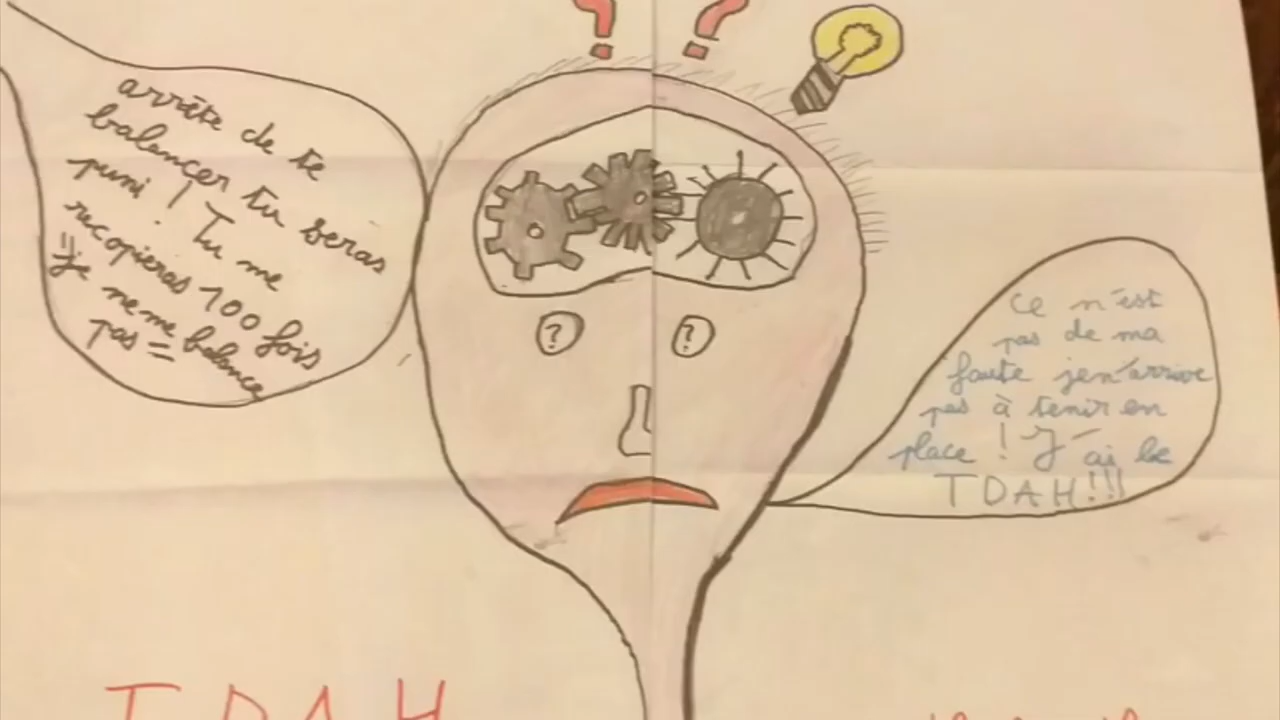 ? ?
arrête de te
balancer tu seras
puni ! Tu me
recopieras 100 fois
"je ne me balance
pas =
? ?
ce n'est
pas de ma
faute je n'arrive
pas à tenir en
place ! J'ai le
TDAH!!!
TDAH